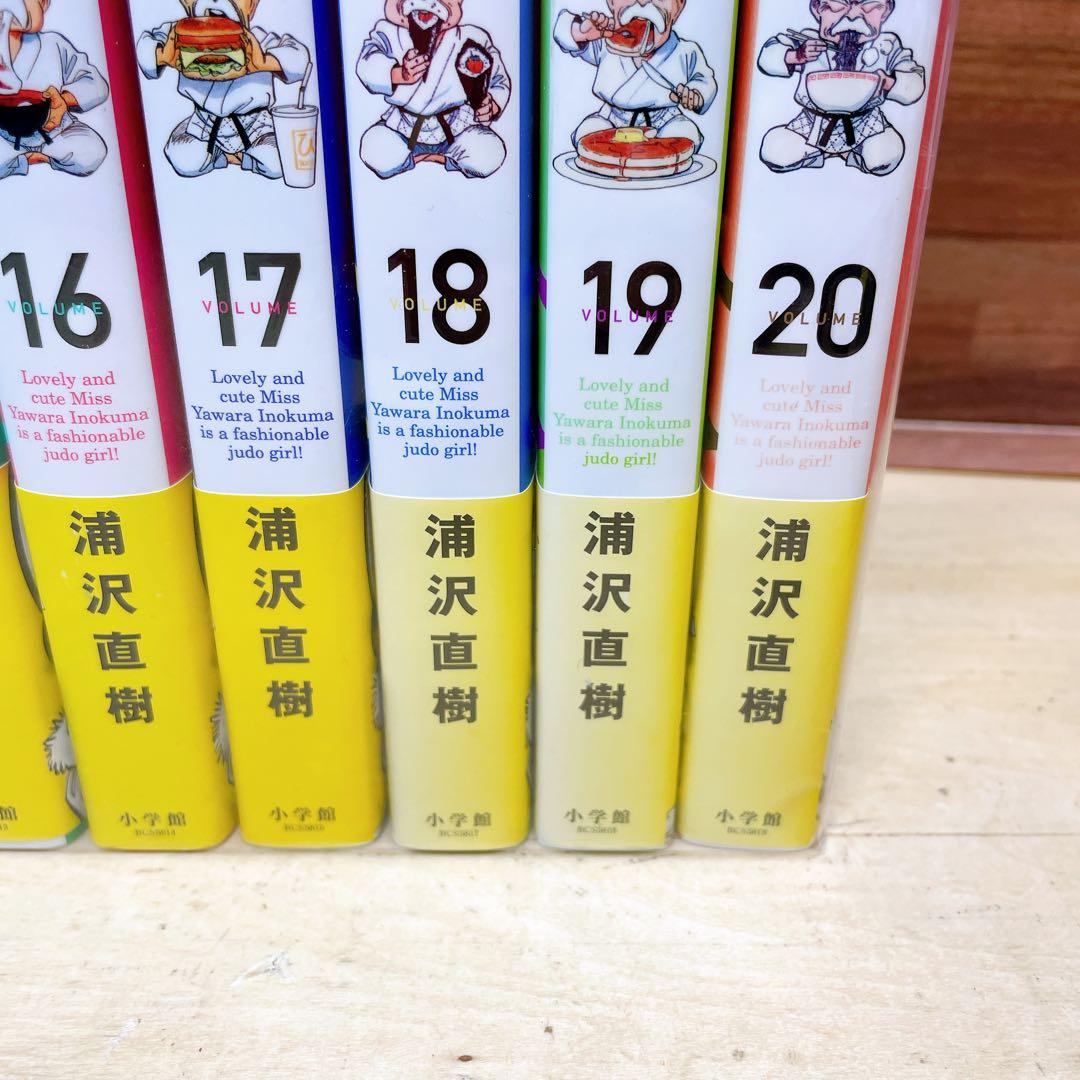 16
VOLUME
Lovely and
cute Miss
Yawara Inokuma
is a fashionable
judo girl!
浦沢直樹
小学館
17
VOLUME
Lovely and
cute Miss
Yawara Inokuma
is a fashionable
judo girl!
浦沢直樹
小学館
18
VOLUME
Lovely and
cute Miss
Yawara Inokuma
is a fashionable
judo girl!
浦沢直樹
小学館
19
VOLUME
Lovely and
cute Miss
Yawara Inokuma
is a fashionable
judo girl!
浦沢直樹
小学館
20
VOLUME
Lovely and
cute Miss
Yawara Inokuma
is a fashionable
judo girl!
浦沢直樹
小学館